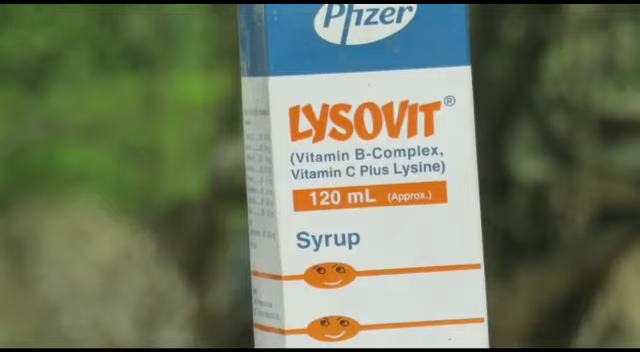 Pfizer
LYSOVIT®
(Vitamin B-Complex,
Vitamin C Plus Lysine)
120 mL (Approx.)
Syrup